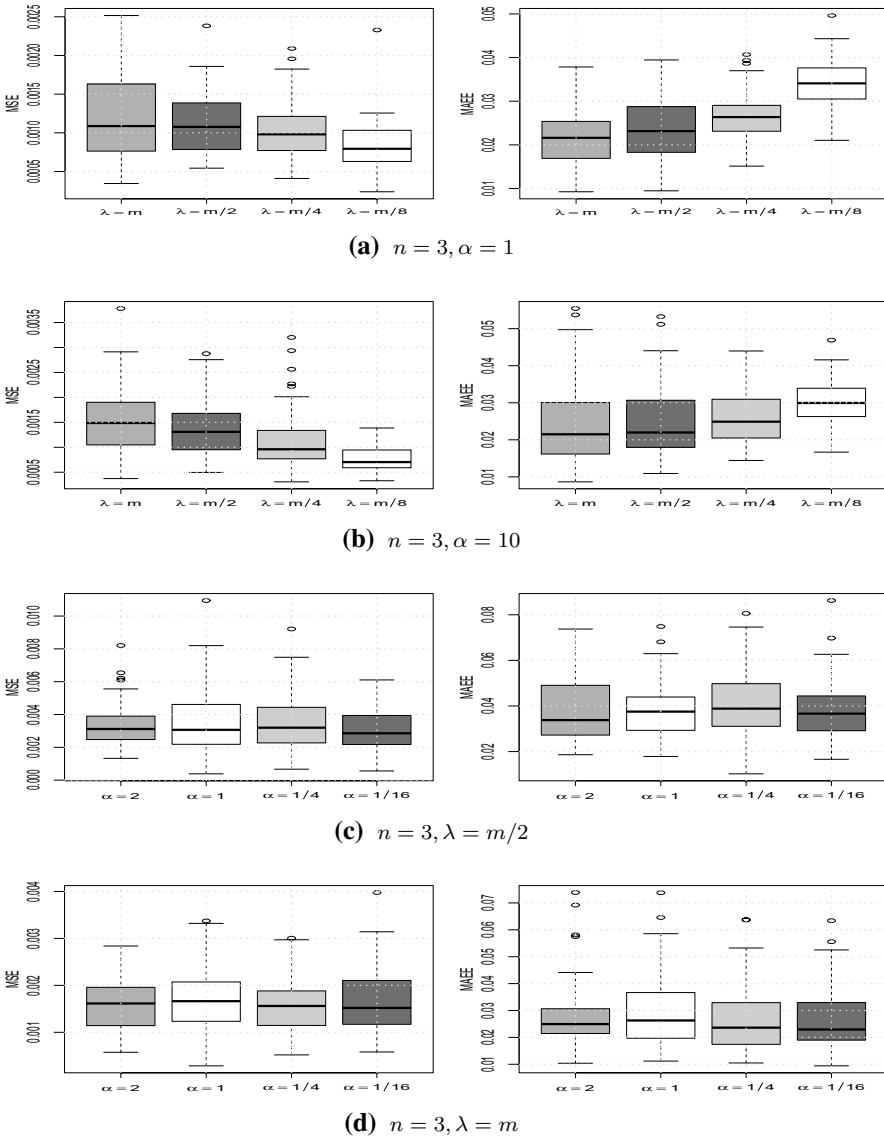 MSE
0.0005 0.0010 0.0015 0.0020 0.0025
λ=m λ=m/2 λ=m/4 λ=m/8
MAEE
0.01 0.02 0.03 0.04 0.05
λ=m λ=m/2 λ=m/4 λ=m/8
(a) n = 3, α = 1
MSE
0.0005 0.0015 0.0025 0.0035
λ=m λ=m/2 λ=m/4 λ=m/8
MAEE
0.01 0.02 0.03 0.04 0.05
λ=m λ=m/2 λ=m/4 λ=m/8
(b) n = 3, α = 10
MSE
0.000 0.002 0.004 0.006 0.008 0.010
α=2 α=1 α=1/4 α=1/16
MAEE
0.02 0.04 0.06 0.08
α=2 α=1 α=1/4 α=1/16
(c) n = 3, λ = m/2
MSE
0.001 0.002 0.003 0.004
α=2 α=1 α=1/4 α=1/16
MAEE
0.01 0.02 0.03 0.04 0.05 0.06 0.07
α=2 α=1 α=1/4 α=1/16
(d) n = 3, λ = m